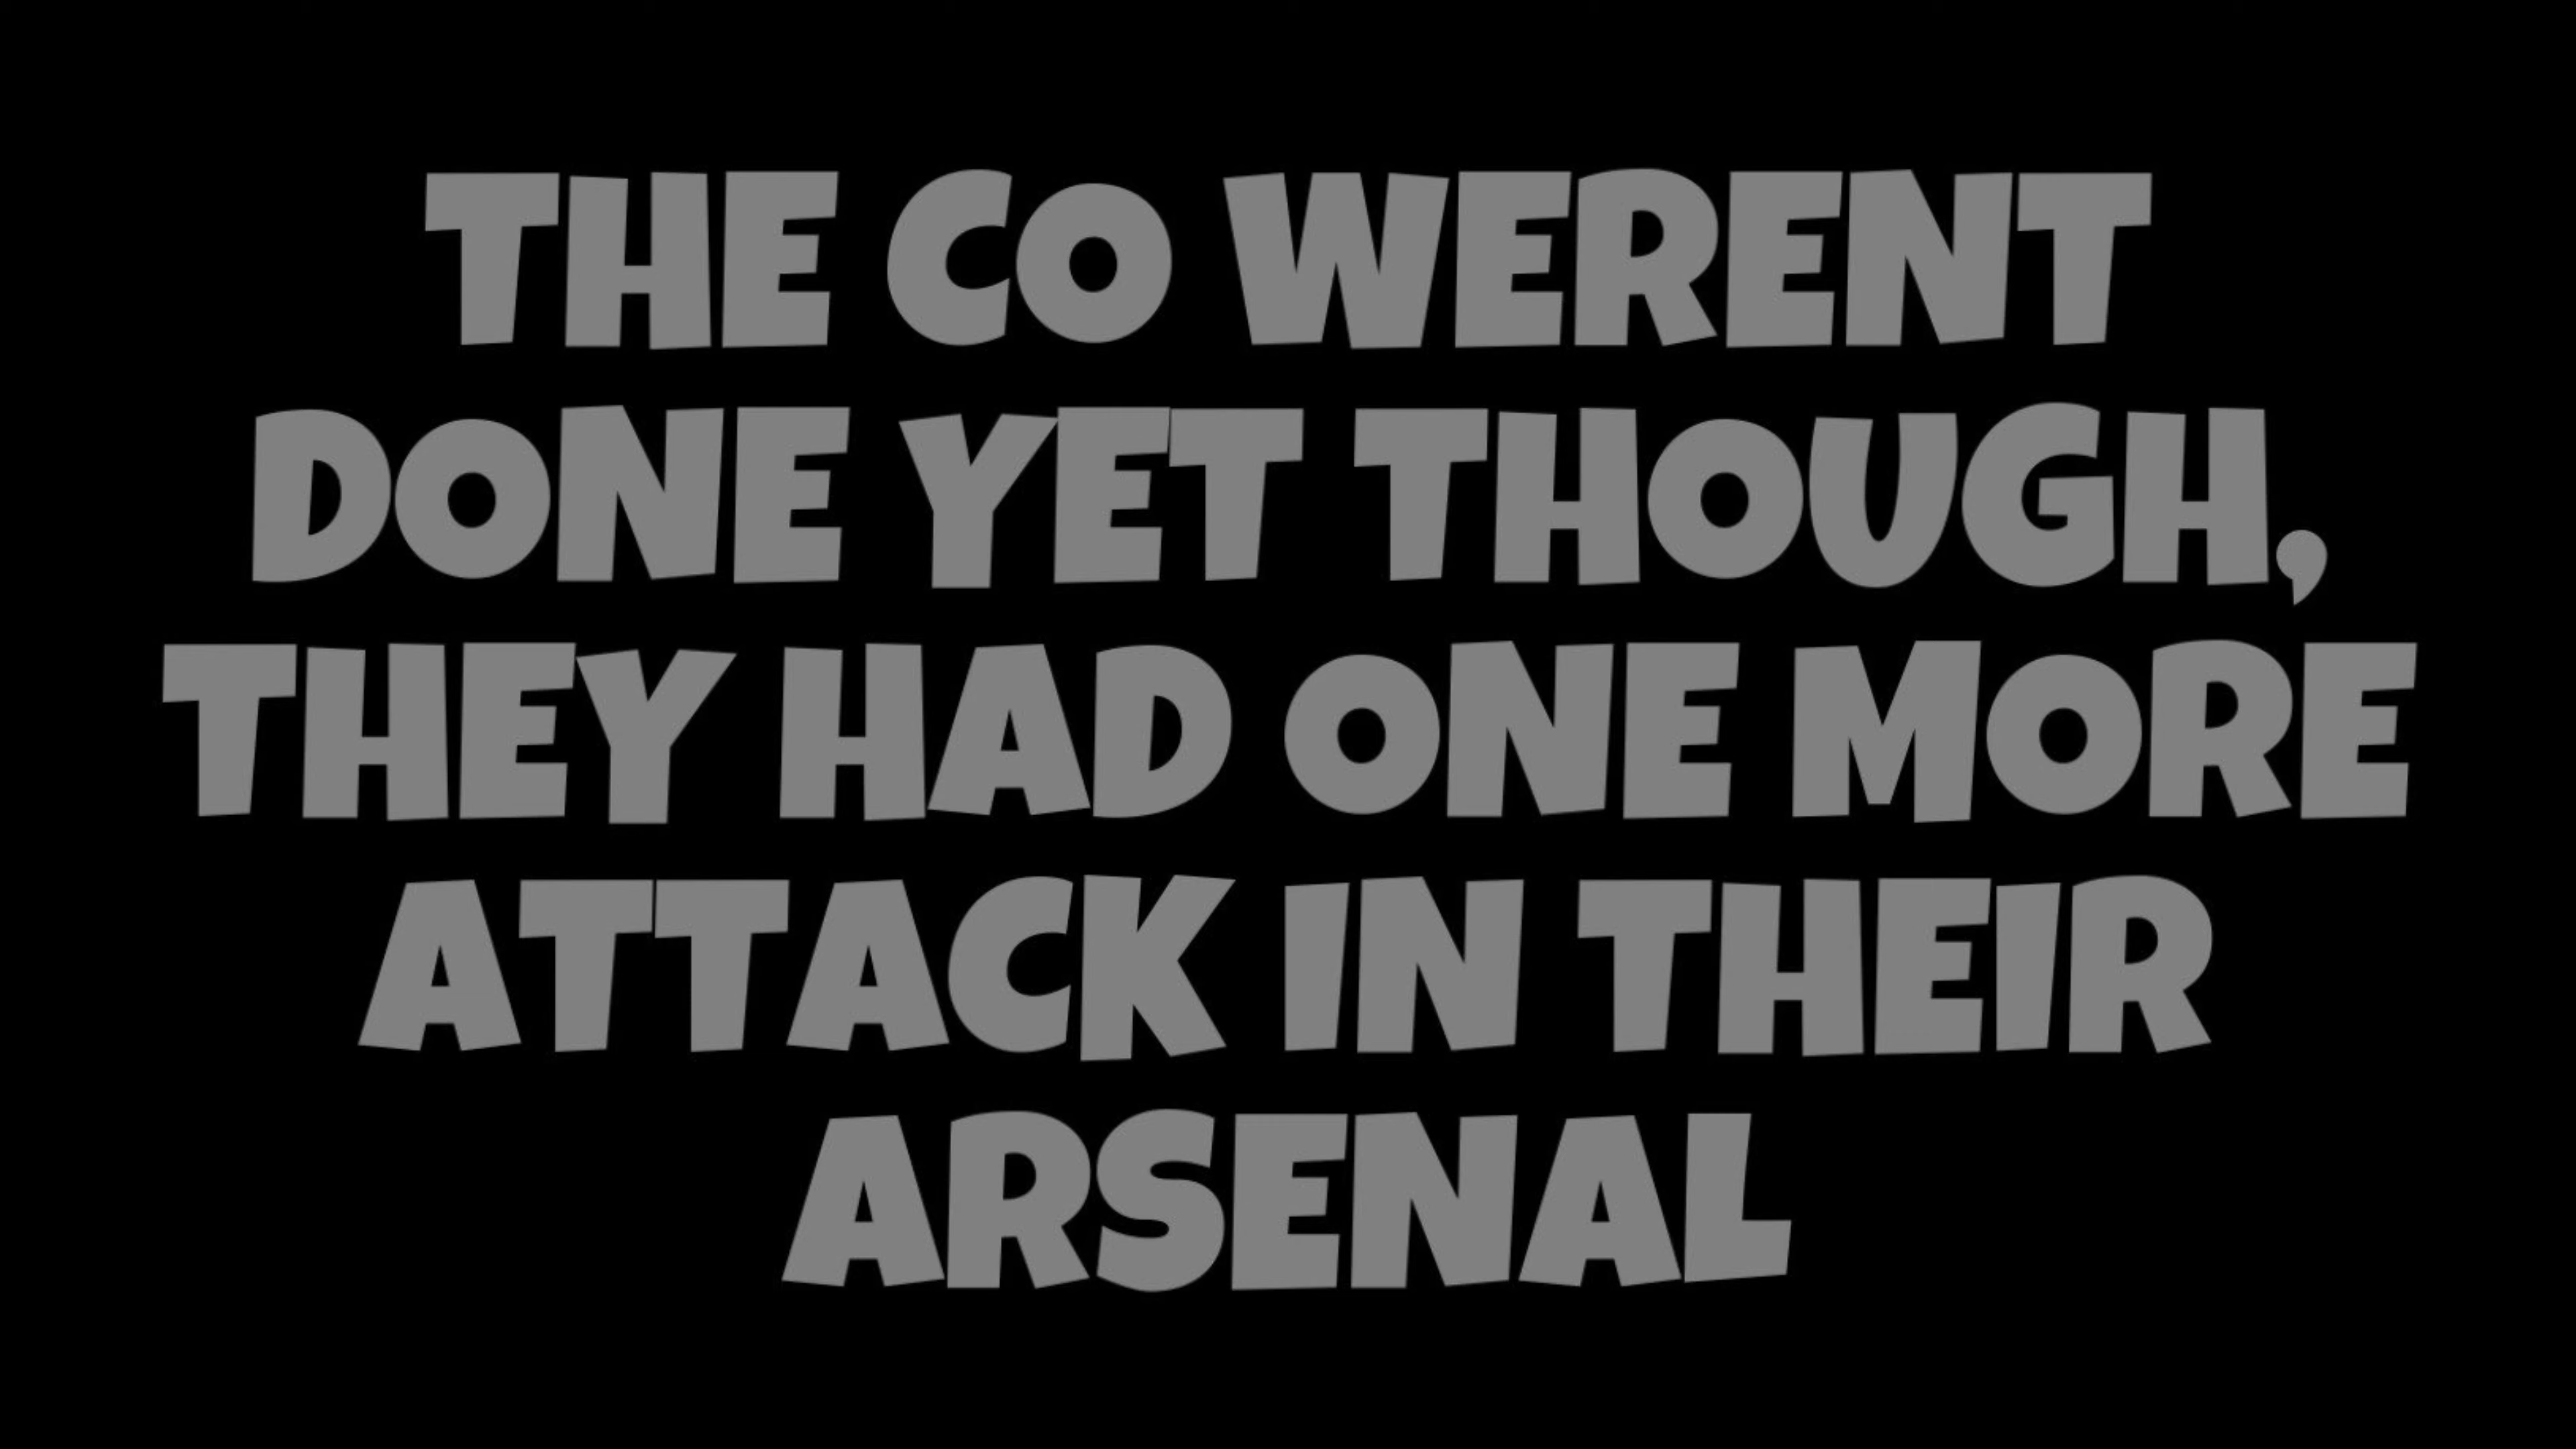 THE CO WERENT
DONE YET THOUGH,
THEY HAD ONE MORE
ATTACK IN THEIR
ARSENAL